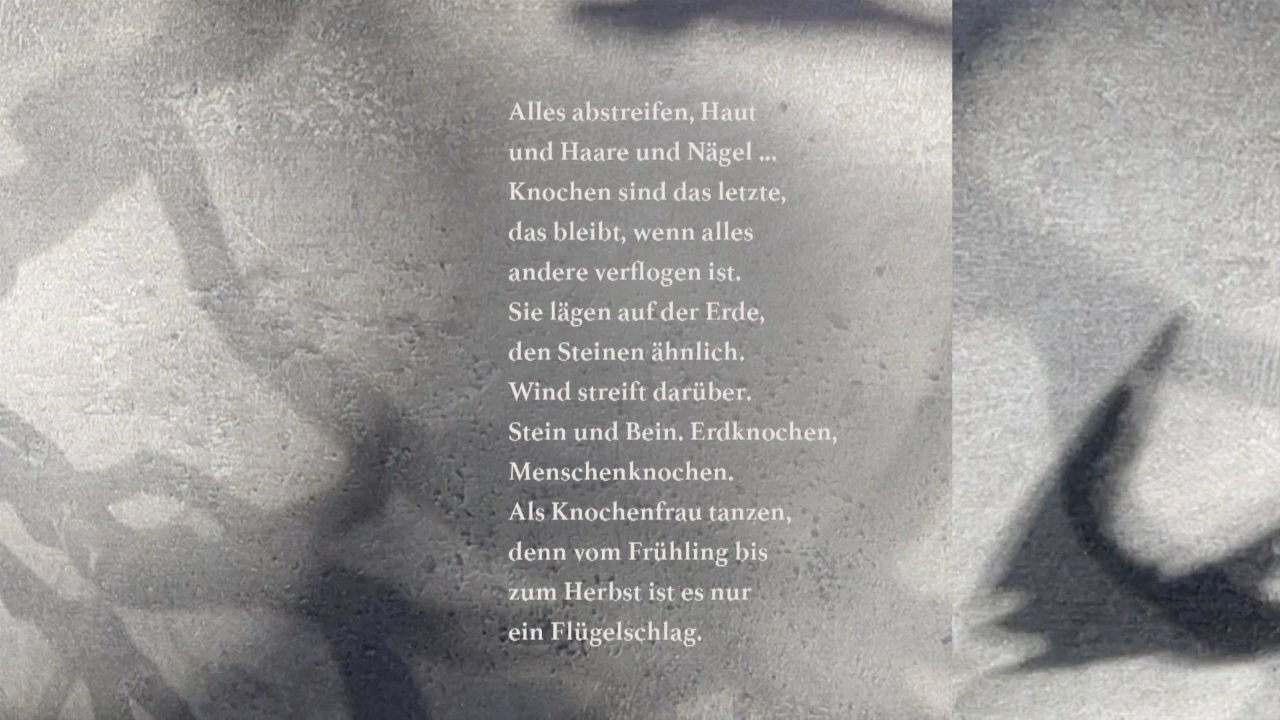 Alles abstreifen, Haut
und Haare und Nägel ...
Knochen sind das letzte,
das bleibt, wenn alles
andere verflogen ist.
Sie lägen auf der Erde,
den Steinen ähnlich.
Wind streift darüber.
Stein und Bein. Erdknochen,
Menschenknochen.
Als Knochenfrau tanzen,
denn vom Frühling bis
zum Herbst ist es nur
ein Flügelschlag.